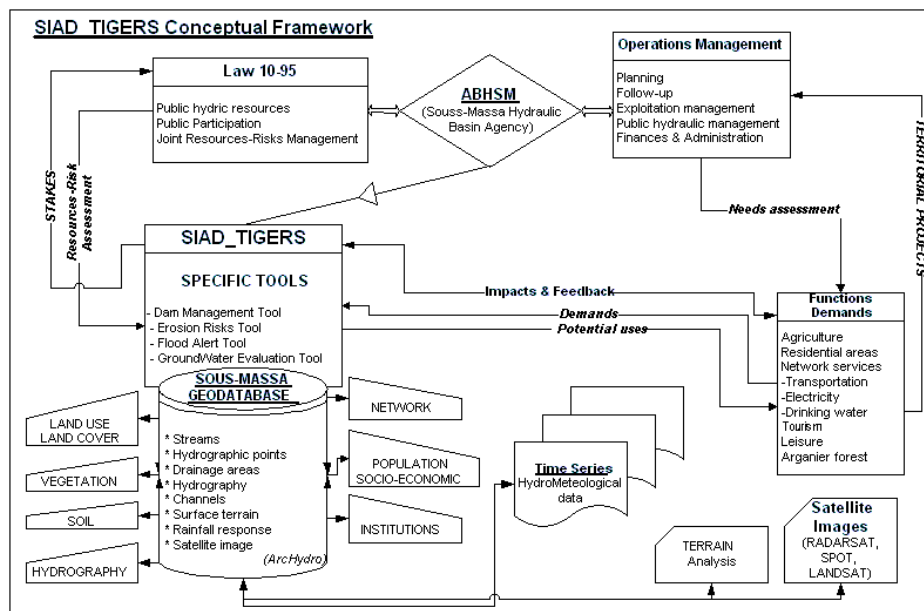 SIAD_TIGERS Conceptual Framework
Law 10-95
Public hydric resources
Public Participation
Joint Resources-Risks Management
ABHSM
(Souss-Massa Hydraulic
Basin Agency)
Operations Management
Planning
Follow-up
Exploitation management
Public hydraulic management
Finances & Administration
STAKES
Resources-Risk
Assessment
TERRITORIAL PROJECTS
Needs assessment
SIAD_TIGERS
SPECIFIC TOOLS
- Dam Management Tool
- Erosion Risks Tool
- Flood Alert Tool
- GroundWater Evaluation Tool
Impacts & Feedback
Demands
Potential uses
Functions
Demands
Agriculture
Residential areas
Network services
-Transportation
-Electricity
-Drinking water
Tourism
Leisure
Arganier forest
SOUS-MASSA
GEODATABASE
* Streams
* Hydrographic points
* Drainage areas
* Hydrography
* Channels
* Surface terrain
* Rainfall response
* Satellite image
(ArcHydro)
LAND USE
LAND COVER
VEGETATION
SOIL
HYDROGRAPHY
NETWORK
POPULATION
SOCIO-ECONOMIC
INSTITUTIONS
Time Series
HydroMeteological
data
TERRAIN
Analysis
Satellite
Images
(RADARSAT,
SPOT,
LANDSAT)